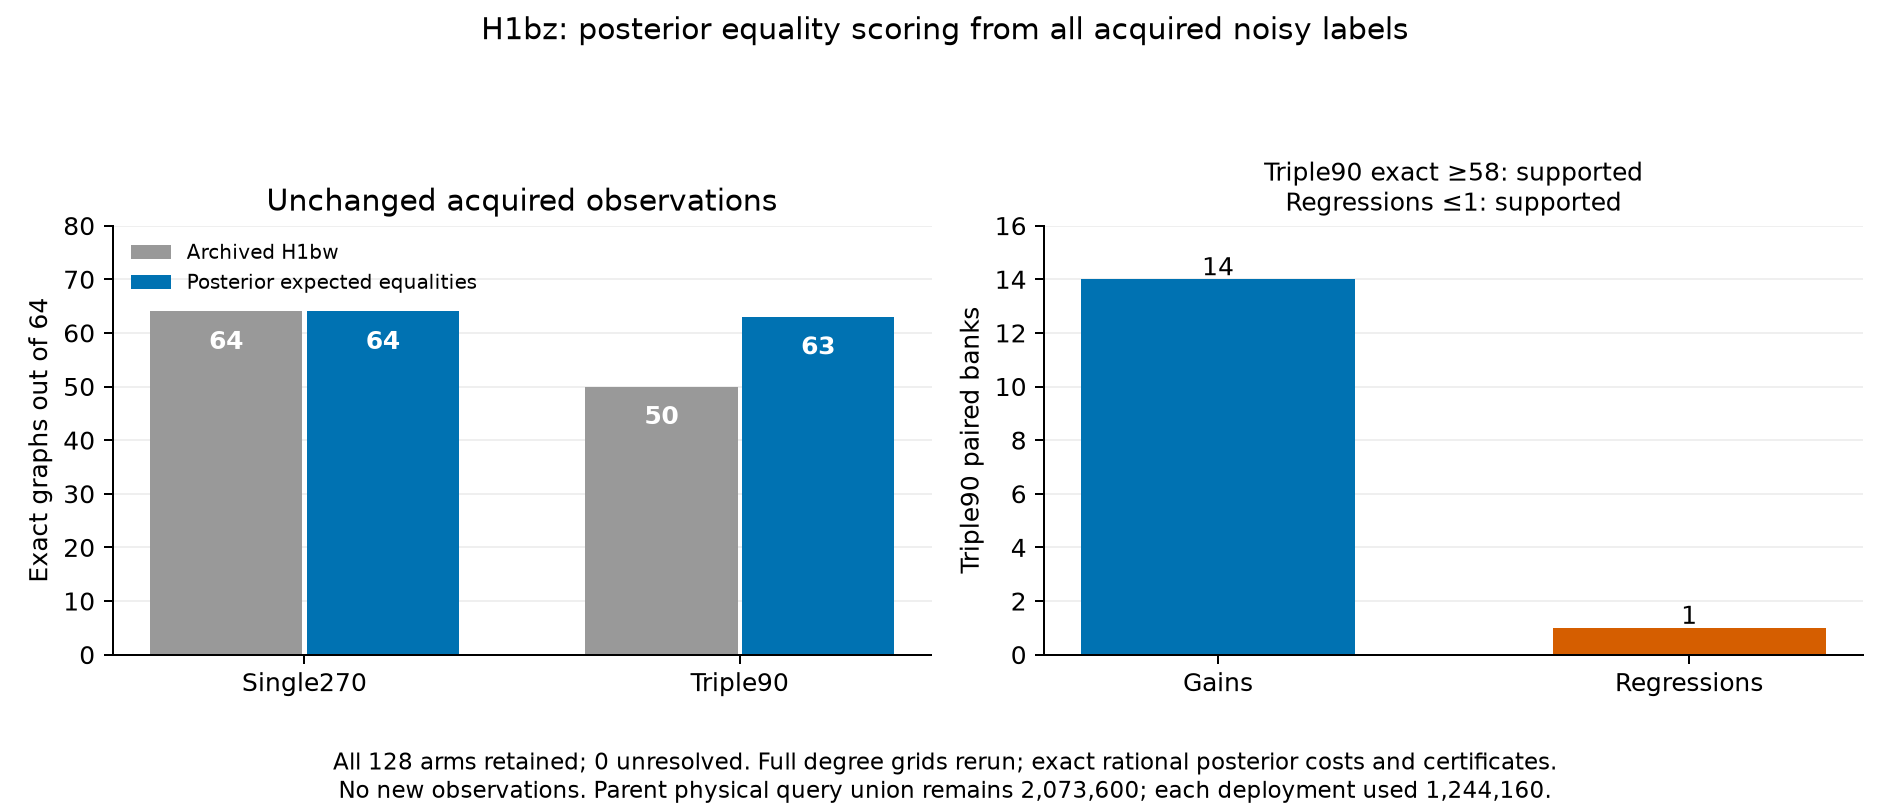 H1bz: posterior equality scoring from all acquired noisy labels
Unchanged acquired observations
Exact graphs out of 64
80
70
60
50
40
30
20
10
0
Archived H1bw
Posterior expected equalities
64
64
50
63
Single270
Triple90
Triple90 exact ≥58: supported
Regressions ≤1: supported
Triple90 paired banks
16
14
12
10
8
6
4
2
0
14
1
Gains
Regressions
All 128 arms retained; 0 unresolved. Full degree grids rerun; exact rational posterior costs and certificates.
No new observations. Parent physical query union remains 2,073,600; each deployment used 1,244,160.